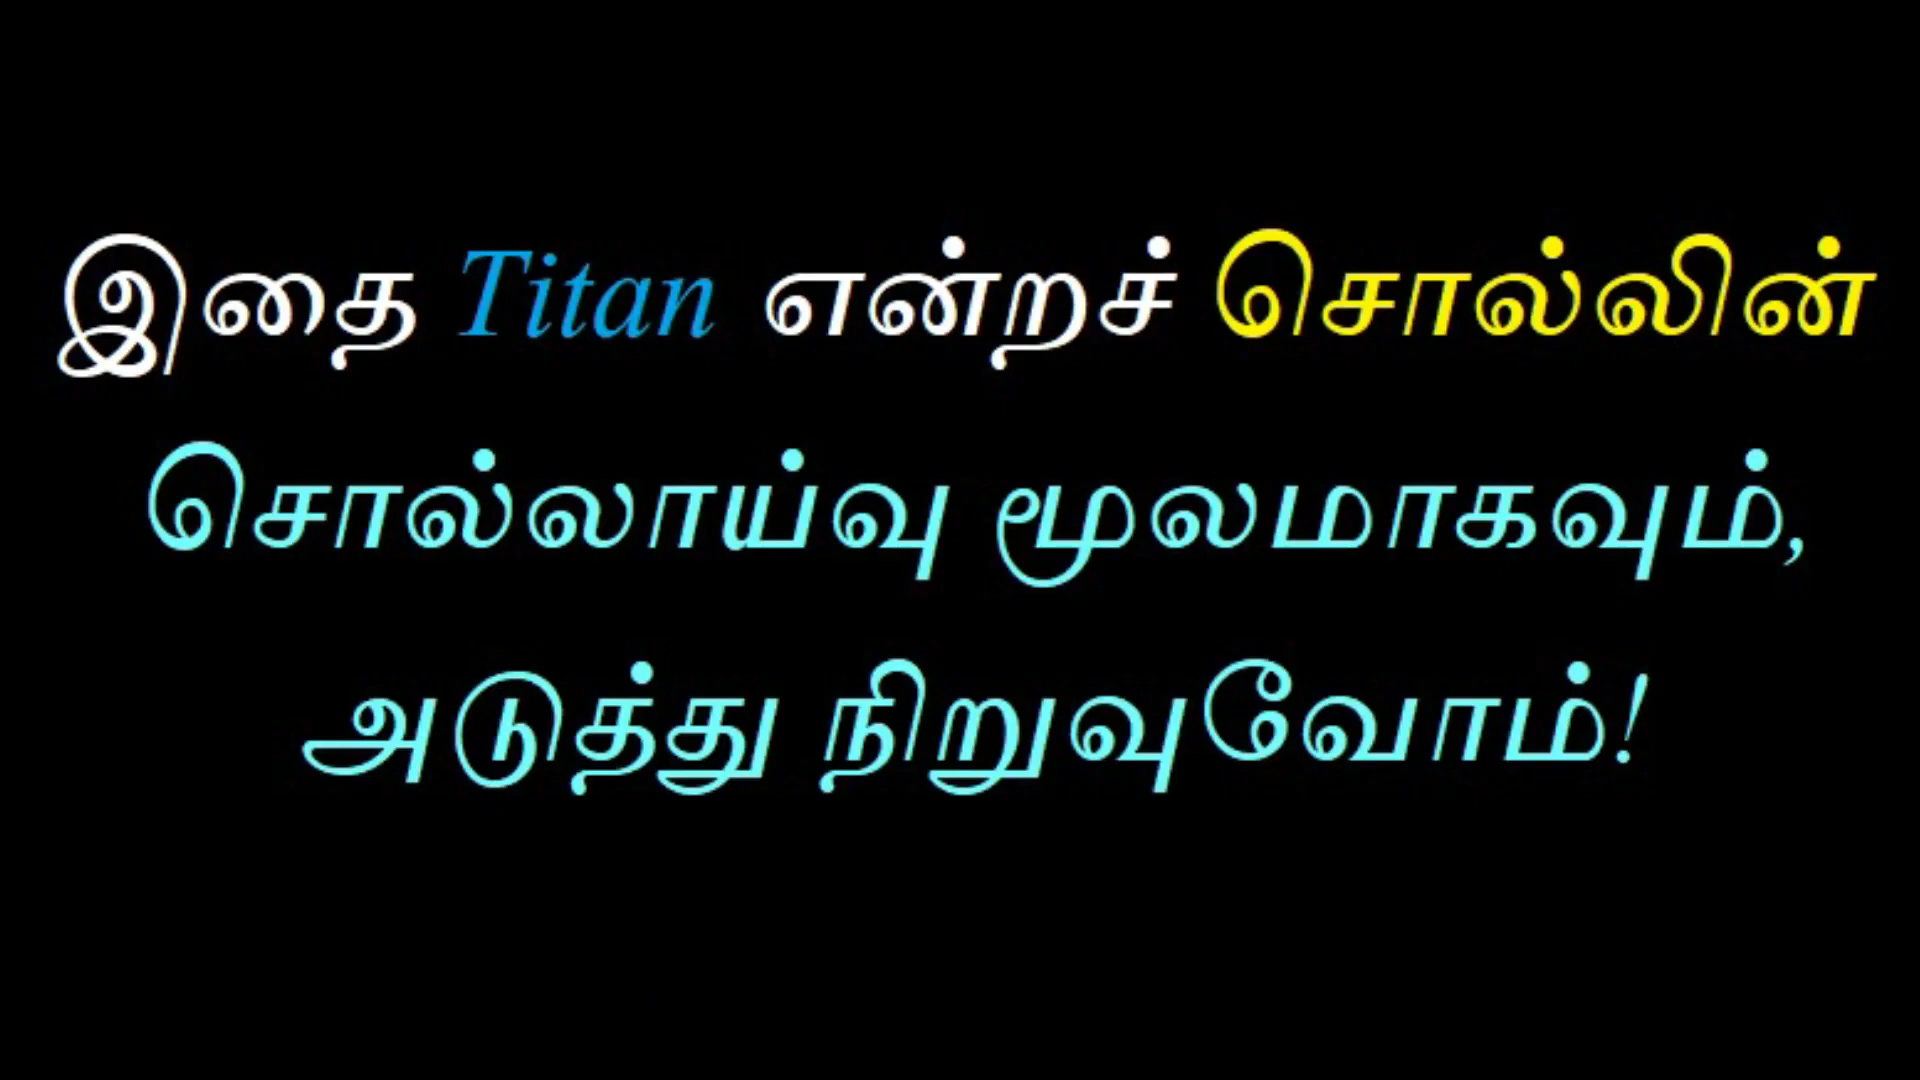 இதை Titan என்றச் சொல்லின்
சொல்லாய்வு மூலமாகவும்,
அடுத்து நிறுவுவோம்!